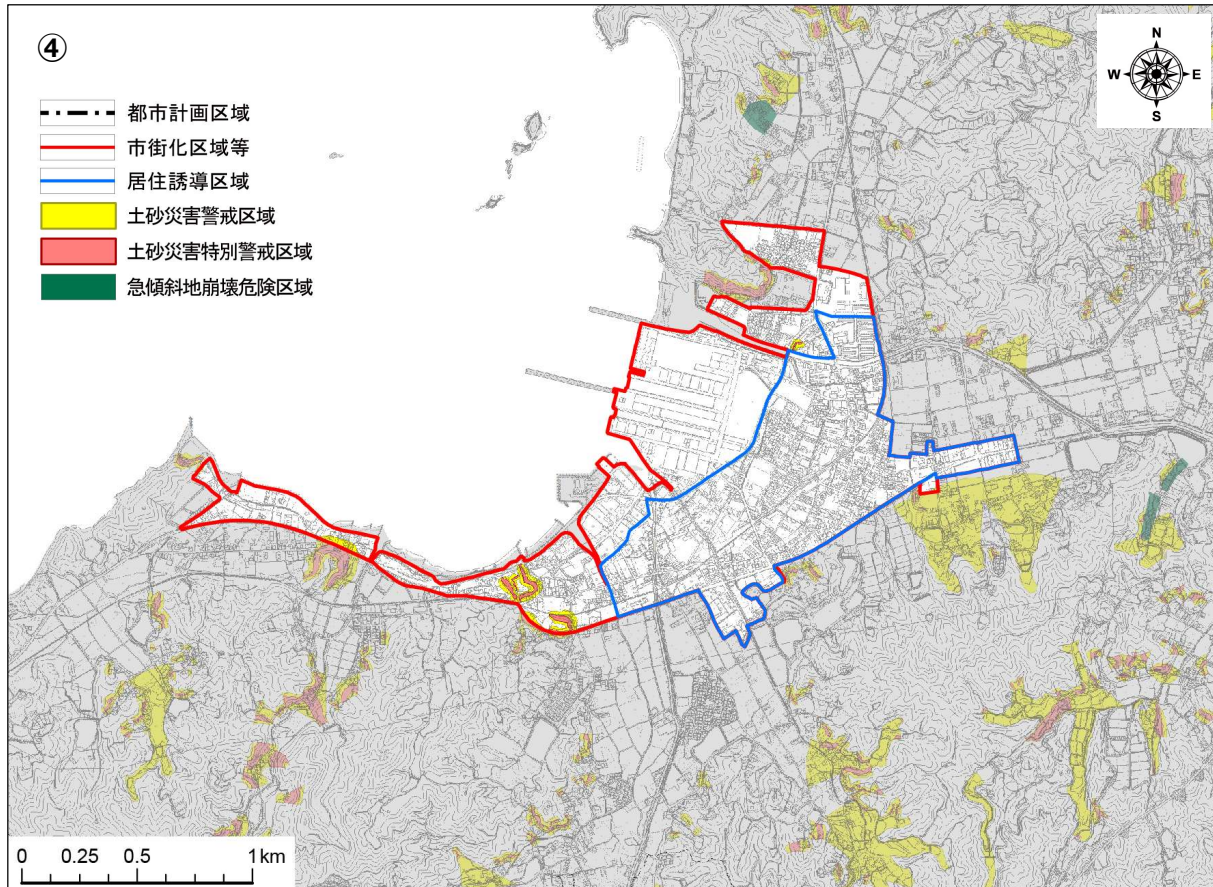 ④
N
W E
S
都市計画区域
市街化区域等
居住誘導区域
土砂災害警戒区域
土砂災害特別警戒区域
急傾斜地崩壊危険区域
0 0.25 0.5 1km